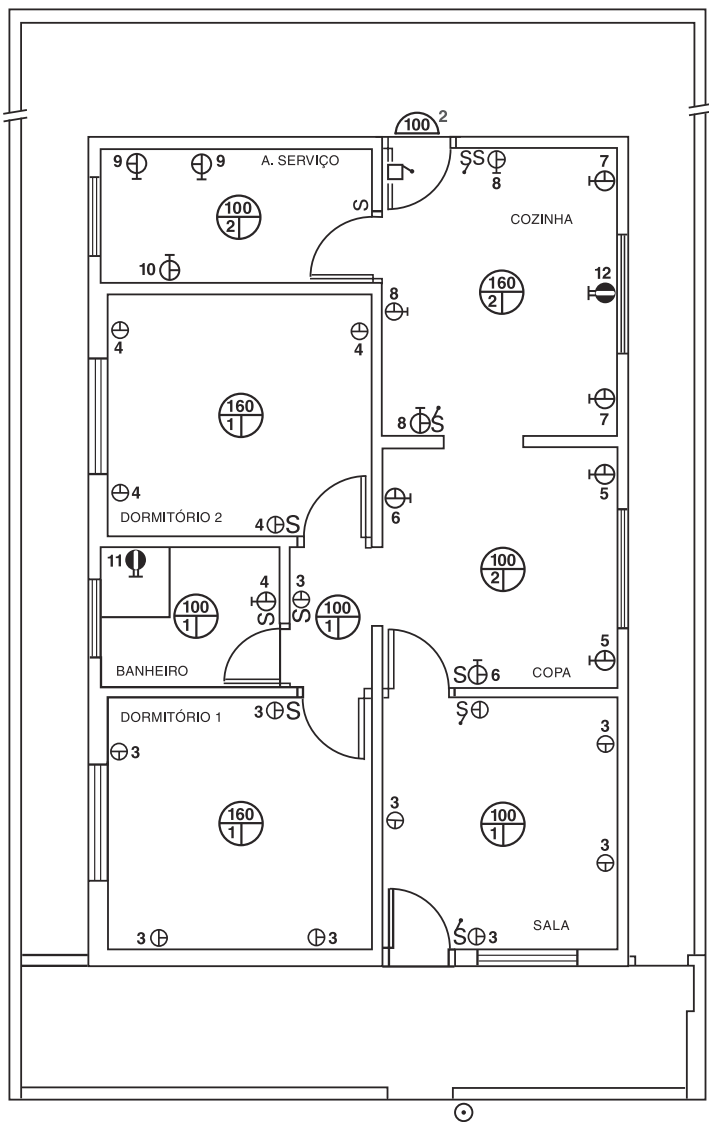 100 2
9
9
A. SERVIÇO
SS
8
7
S
100
2
COZINHA
10
160
2
12
8
4
4
7
8 S
160
1
4
6
5
DORMITÓRIO 2
4 S
100
2
11
4
S
3
S
100
1
100
1
BANHEIRO
S 6
COPA
5
DORMITÓRIO 1
3 S
S
3
3
160
1
3
100
1
3
3
3
S 3
SALA